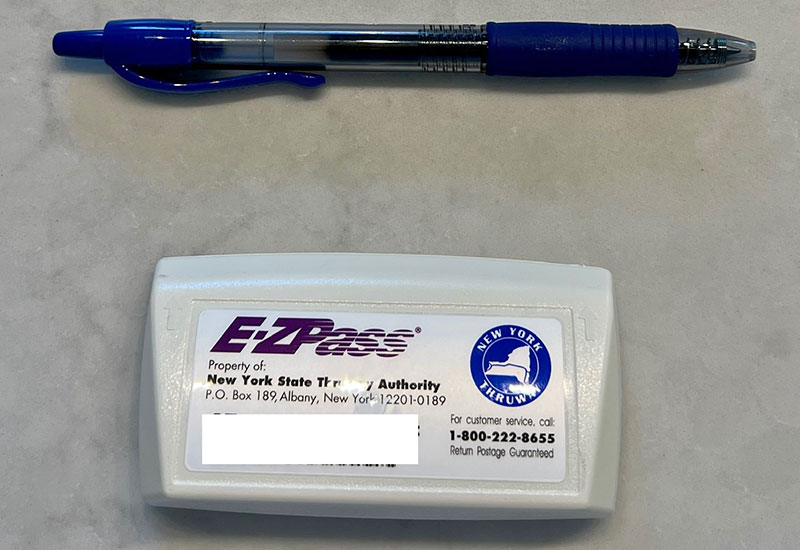 E-ZPass®
Property of:
New York State Thruway Authority
P.O. Box 189, Albany, New York 12201-0189
NEW YORK
THRUWAY
For customer service, call:
1-800-222-8655
Return Postage Guaranteed